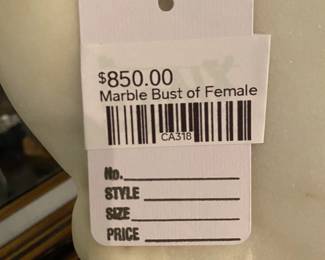 $850.00
Marble Bust of Female
CA318
No.
STYLE
SIZE
PRICE